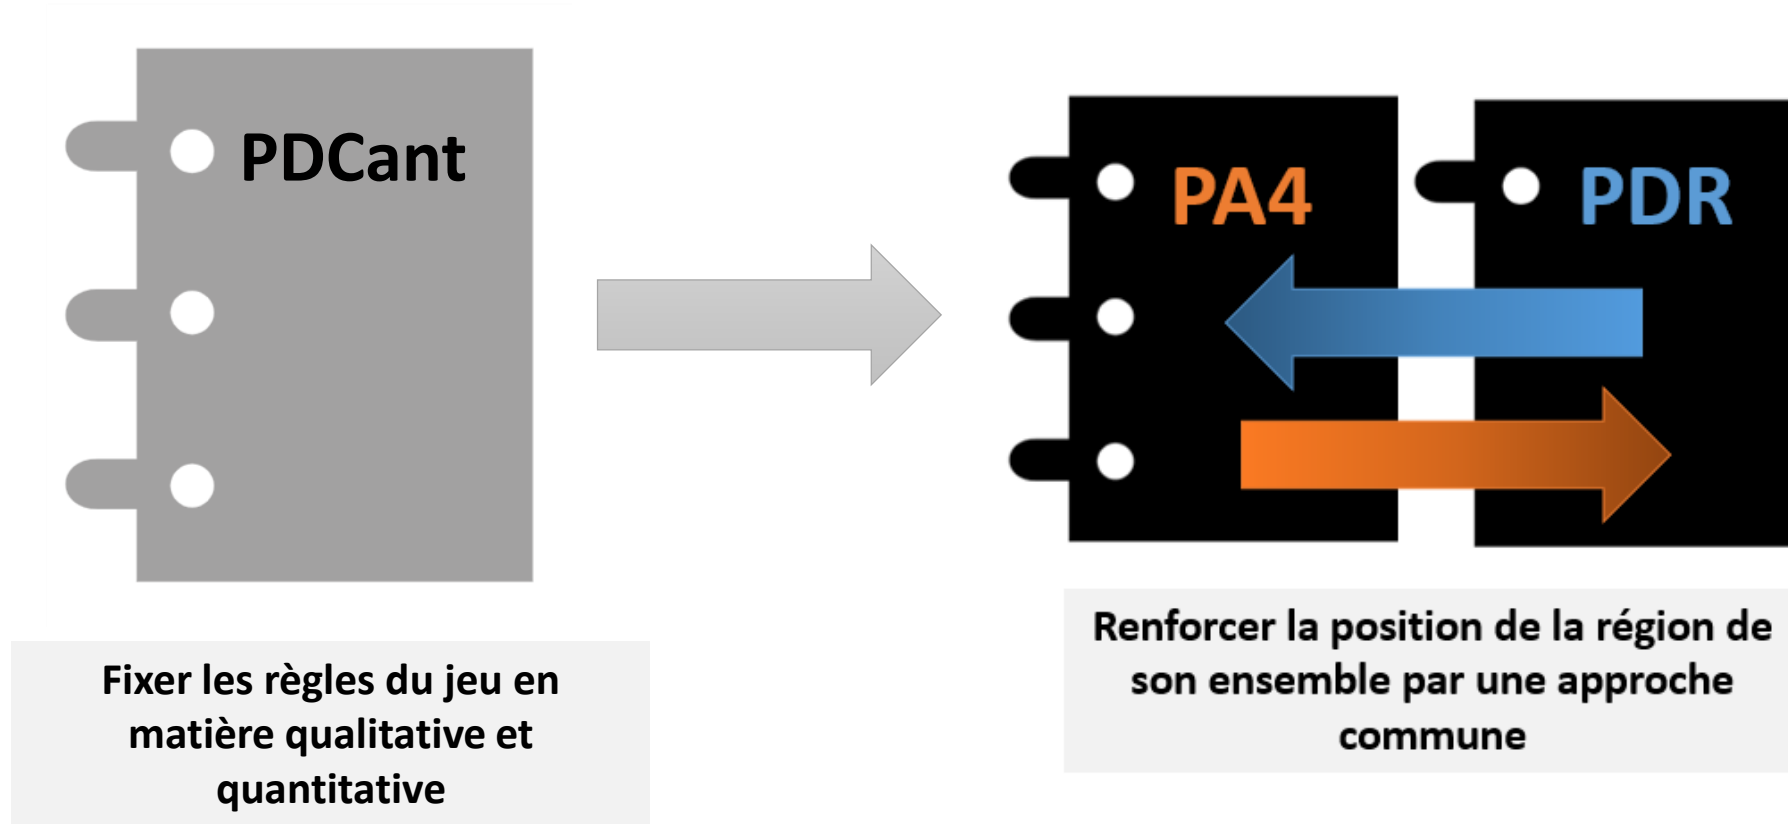 PDCant
PA4
PDR
Fixer les règles du jeu en
matière qualitative et
quantitative
Renforcer la position de la région de
son ensemble par une approche
commune